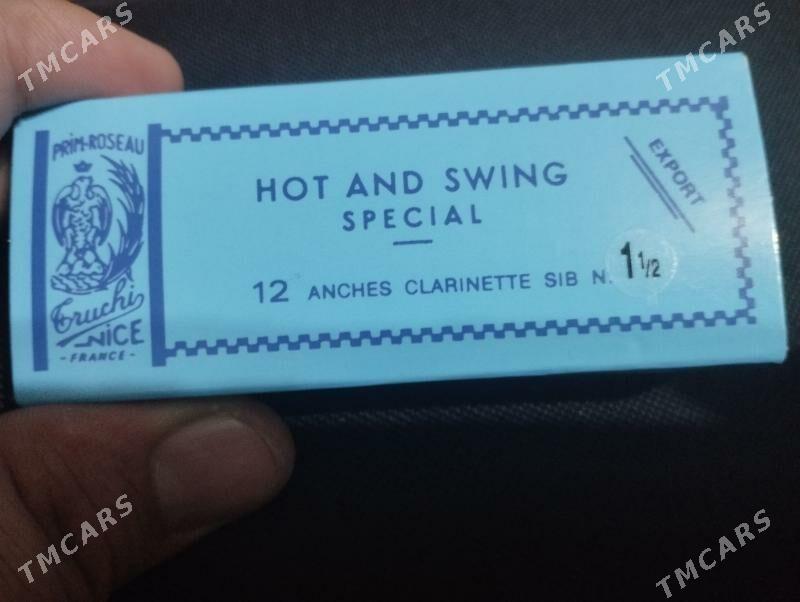 TMCARS
TMCARS
PRIM-ROSEAU
Truchi
NICE
- FRANCE -
HOT AND SWING
SPECIAL
EXPORT
12 ANCHES CLARINETTE SIB N. 1 1/2
TMCARS
TMCARS